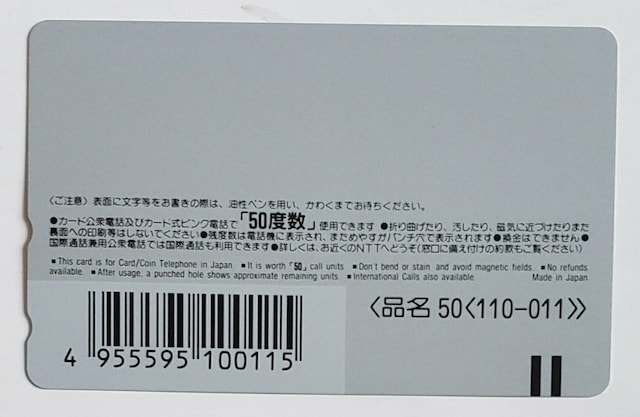 〈ご注意〉表面に文字等をお書きの際は、油性ペンを用い、かわくまでお待ちください。
●カード公衆電話及びカード式ピンク電話で「50度数」使用できます ●折り曲げたり、汚したり、磁気に近づけたりまた
裏面への印刷等はしないでください●残度数は電話機に表示され、まためやすがパンチ穴で表示されます●換金はできません●
国際通話兼用公衆電話では国際通話も利用できます●詳しくは、お近くのNTTへどうぞ(窓口に備え付けの約款もご覧ください)
■ This card is for Card/Coin Telephone in Japan. ■ It is worth「50」call units ■ Don't bend or stain and avoid magnetic fields. ■ No refunds
available. ■ After usage, a punched hole shows approximate remaining units. ■ International Calls also available. Made in Japan
〈品名 50〈110-011〉〉
4 955595 100115